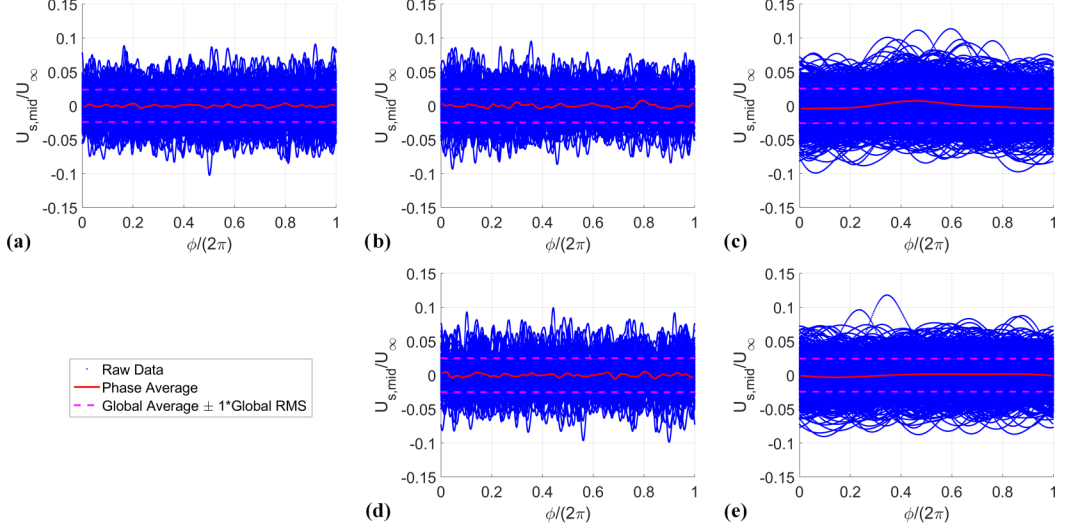 0.15
0.1
0.05
0
-0.05
-0.1
-0.15
U_s,mid/U_∞
0 0.2 0.4 0.6 0.8 1
ϕ/(2π)
(a)
0.15
0.1
0.05
0
-0.05
-0.1
-0.15
U_s,mid/U_∞
0 0.2 0.4 0.6 0.8 1
ϕ/(2π)
(b)
0.15
0.1
0.05
0
-0.05
-0.1
-0.15
U_s,mid/U_∞
0 0.2 0.4 0.6 0.8 1
ϕ/(2π)
(c)
Raw Data
Phase Average
Global Average ± 1*Global RMS
0.15
0.1
0.05
0
-0.05
-0.1
-0.15
U_s,mid/U_∞
0 0.2 0.4 0.6 0.8 1
ϕ/(2π)
(d)
0.15
0.1
0.05
0
-0.05
-0.1
-0.15
U_s,mid/U_∞
0 0.2 0.4 0.6 0.8 1
ϕ/(2π)
(e)